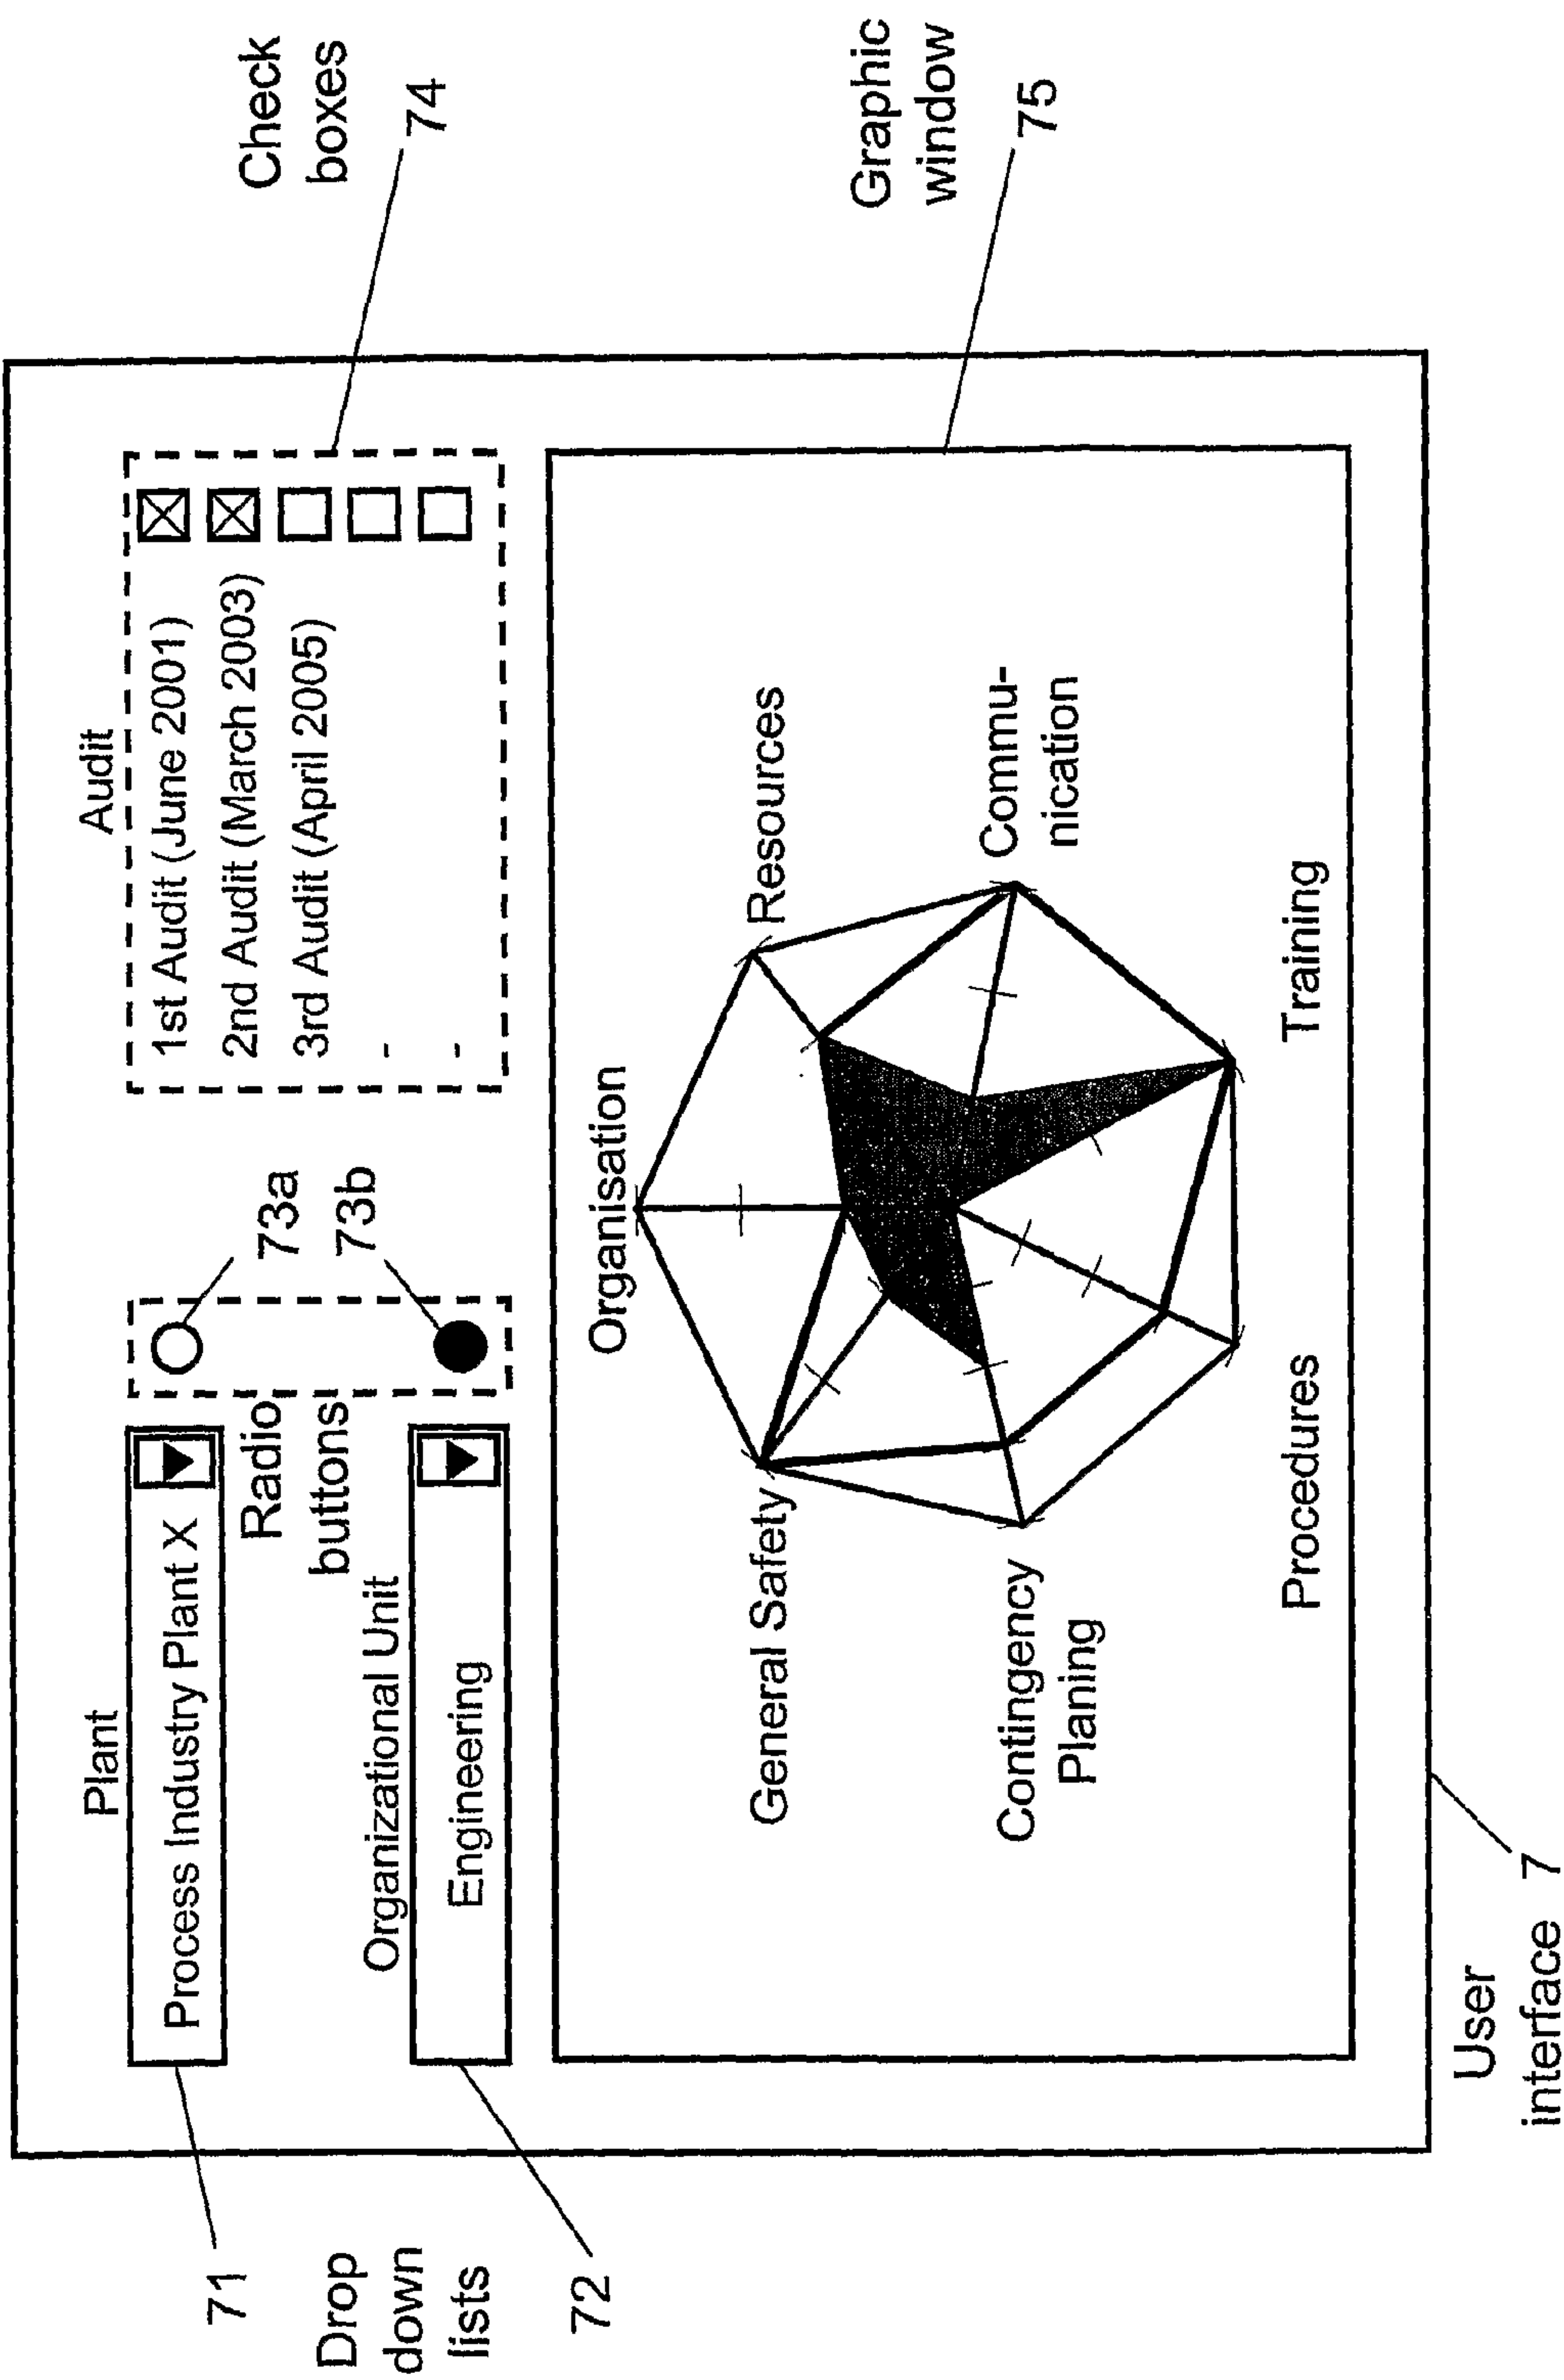 Plant
Audit
71
Process Industry Plant X
73a
1st Audit (June 2001)
Check
boxes
Radio
buttons
73b
2nd Audit (March 2003)
74
3rd Audit (April 2005)
-
-
Drop
down
lists
Organizational Unit
Engineering
72
Organisation
General Safety
Resources
Graphic
window
75
Contingency
Planing
Commu-
nication
Procedures
Training
User
interface 7